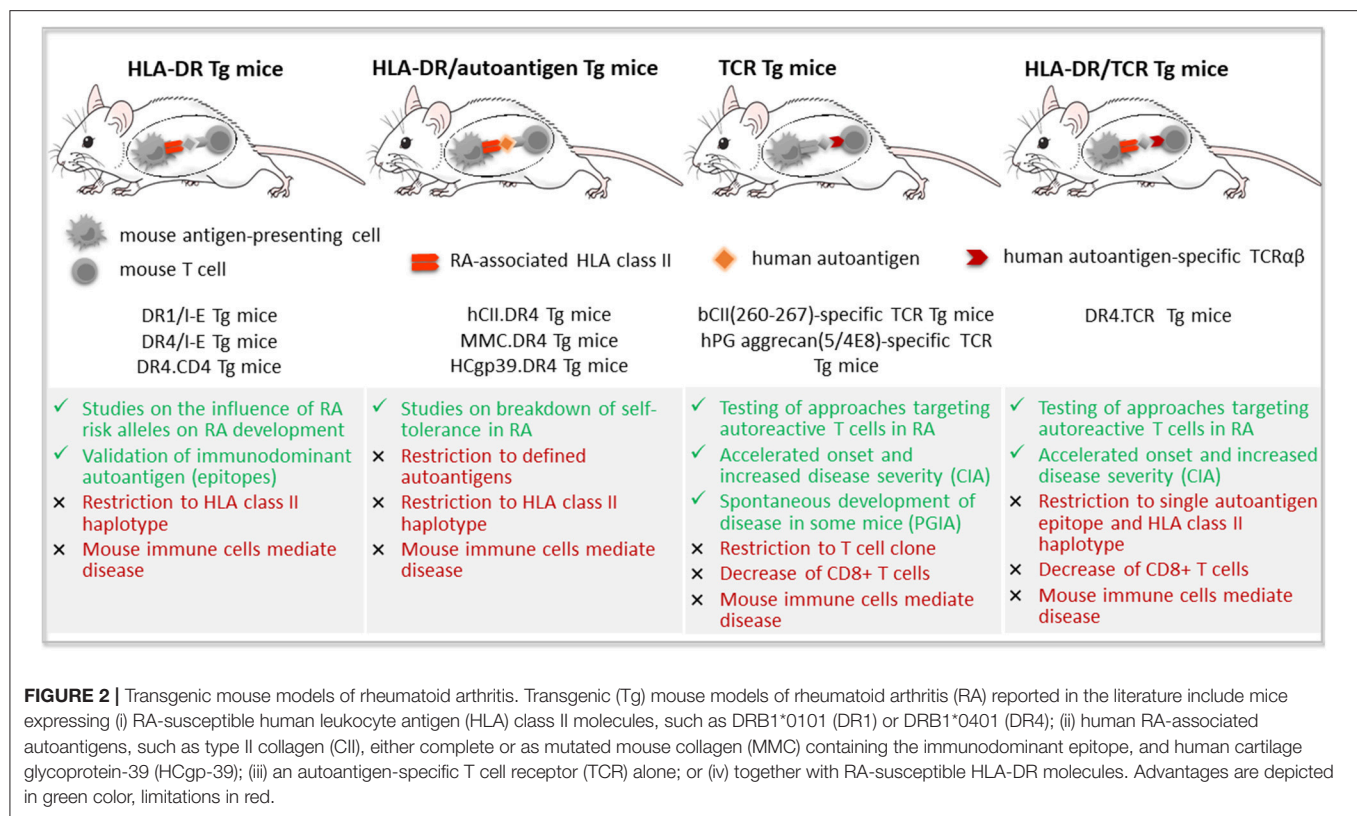 HLA-DR Tg mice
HLA-DR/autoantigen Tg mice
TCR Tg mice
HLA-DR/TCR Tg mice
mouse antigen-presenting cell
mouse T cell
RA-associated HLA class II
human autoantigen
human autoantigen-specific TCRαβ
DR1/I-E Tg mice
DR4/I-E Tg mice
DR4.CD4 Tg mice
hCII.DR4 Tg mice
MMC.DR4 Tg mice
HCgp39.DR4 Tg mice
bCII(260-267)-specific TCR Tg mice
hPG aggrecan(5/4E8)-specific TCR
Tg mice
DR4.TCR Tg mice
✓ Studies on the influence of RA
risk alleles on RA development
✓ Validation of immunodominant
autoantigen (epitopes)
× Restriction to HLA class II
haplotype
× Mouse immune cells mediate
disease
✓ Studies on breakdown of self-
tolerance in RA
× Restriction to defined
autoantigens
× Restriction to HLA class II
haplotype
× Mouse immune cells mediate
disease
✓ Testing of approaches targeting
autoreactive T cells in RA
✓ Accelerated onset and
increased disease severity (CIA)
✓ Spontaneous development of
disease in some mice (PGIA)
× Restriction to T cell clone
× Decrease of CD8+ T cells
× Mouse immune cells mediate
disease
✓ Testing of approaches targeting
autoreactive T cells in RA
✓ Accelerated onset and increased
disease severity (CIA)
× Restriction to single autoantigen
epitope and HLA class II
haplotype
× Decrease of CD8+ T cells
× Mouse immune cells mediate
disease
FIGURE 2 | Transgenic mouse models of rheumatoid arthritis. Transgenic (Tg) mouse models of rheumatoid arthritis (RA) reported in the literature include mice
expressing (i) RA-susceptible human leukocyte antigen (HLA) class II molecules, such as DRB1*0101 (DR1) or DRB1*0401 (DR4); (ii) human RA-associated
autoantigens, such as type II collagen (CII), either complete or as mutated mouse collagen (MMC) containing the immunodominant epitope, and human cartilage
glycoprotein-39 (HCgp-39); (iii) an autoantigen-specific T cell receptor (TCR) alone; or (iv) together with RA-susceptible HLA-DR molecules. Advantages are depicted
in green color, limitations in red.